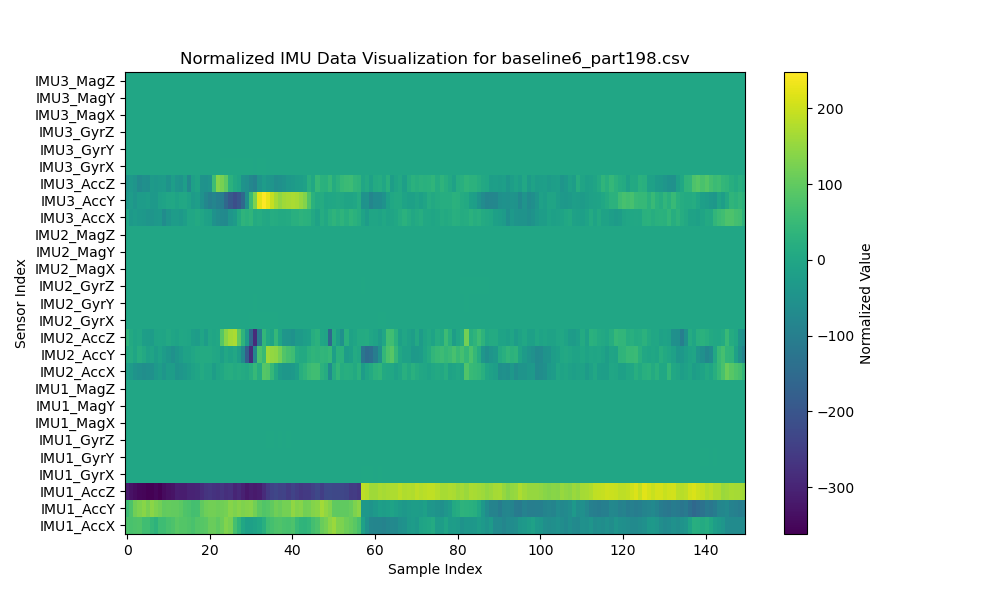 Normalized IMU Data Visualization for baseline6_part198.csv
IMU3_MagZ
IMU3_MagY
IMU3_MagX
IMU3_GyrZ
IMU3_GyrY
IMU3_GyrX
IMU3_AccZ
IMU3_AccY
IMU3_AccX
IMU2_MagZ
IMU2_MagY
IMU2_MagX
IMU2_GyrZ
IMU2_GyrY
IMU2_GyrX
IMU2_AccZ
IMU2_AccY
IMU2_AccX
IMU1_MagZ
IMU1_MagY
IMU1_MagX
IMU1_GyrZ
IMU1_GyrY
IMU1_GyrX
IMU1_AccZ
IMU1_AccY
IMU1_AccX
Sensor Index
0 20 40 60 80 100 120 140
Sample Index
200
100
0
−100
−200
−300
Normalized Value